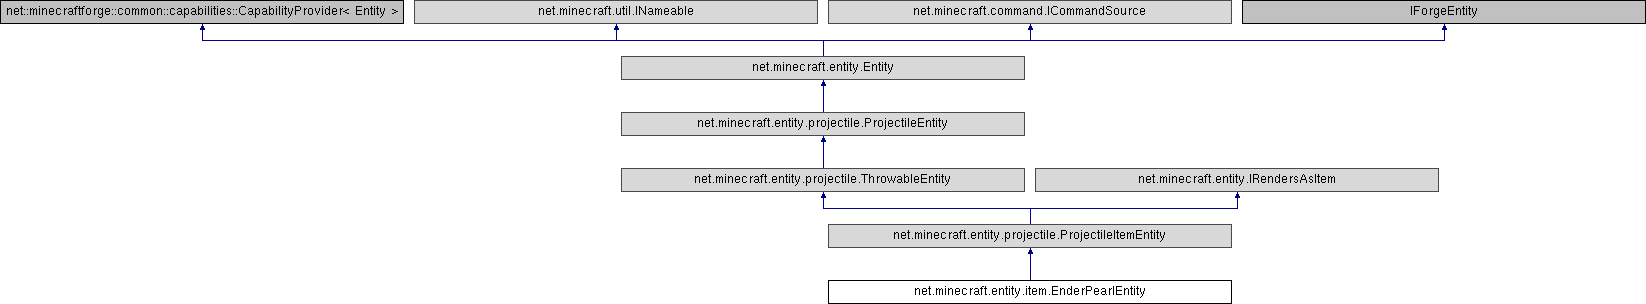 net::minecraftforge::common::capabilities::CapabilityProvider< Entity >
net.minecraft.util.INameable
net.minecraft.command.ICommandSource
IForgeEntity
net.minecraft.entity.Entity
net.minecraft.entity.projectile.ProjectileEntity
net.minecraft.entity.projectile.ThrowableEntity
net.minecraft.entity.IRendersAsItem
net.minecraft.entity.projectile.ProjectileItemEntity
net.minecraft.entity.item.EnderPearlEntity